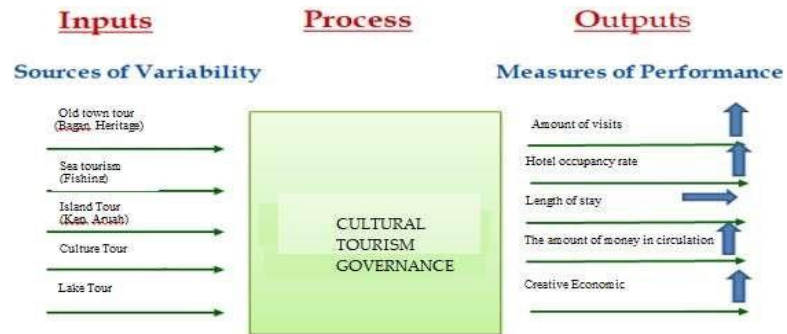 Inputs
Process
Outputs
Sources of Variability
Measures of Performance
Old town tour
(Bagan, Heritage)
Sea tourism
(Fishing)
Island Tour
(Kep. Aruah)
Culture Tour
Lake Tour
CULTURAL
TOURISM
GOVERNANCE
Amount of visits
Hotel occupancy rate
Length of stay
The amount of money in circulation
Creative Economic